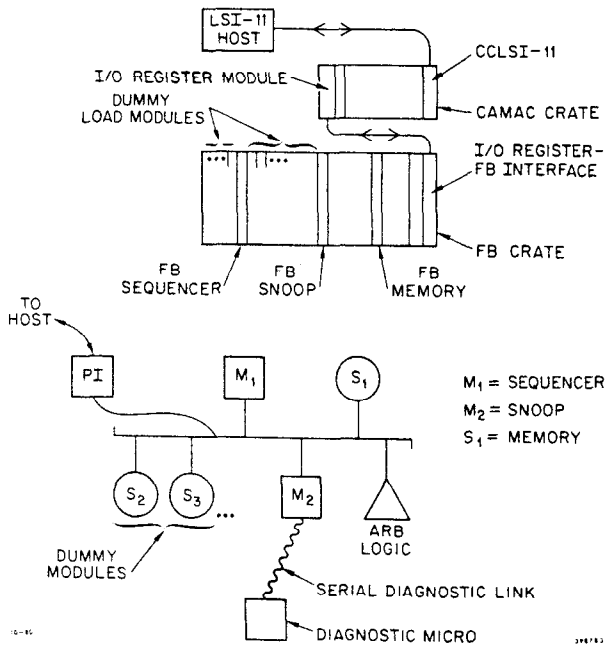 LSI-11
HOST
CCLSI-11
I/O REGISTER MODULE
DUMMY
LOAD MODULES
CAMAC CRATE
I/O REGISTER-
FB INTERFACE
FB CRATE
FB
SEQUENCER
FB
SNOOP
FB
MEMORY
TO
HOST
PI
M₁
S₁
M₁ = SEQUENCER
M₂ = SNOOP
S₁ = MEMORY
S₂
S₃
M₂
ARB
LOGIC
DUMMY
MODULES
SERIAL DIAGNOSTIC LINK
DIAGNOSTIC MICRO